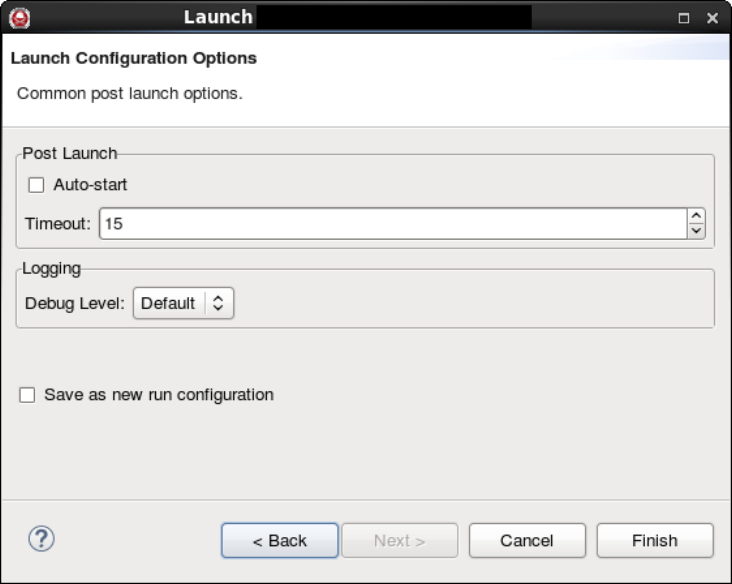 Launch
Launch Configuration Options
Common post launch options.
Post Launch
Auto-start
Timeout: 15
Logging
Debug Level: Default
Save as new run configuration
?
< Back Next > Cancel Finish